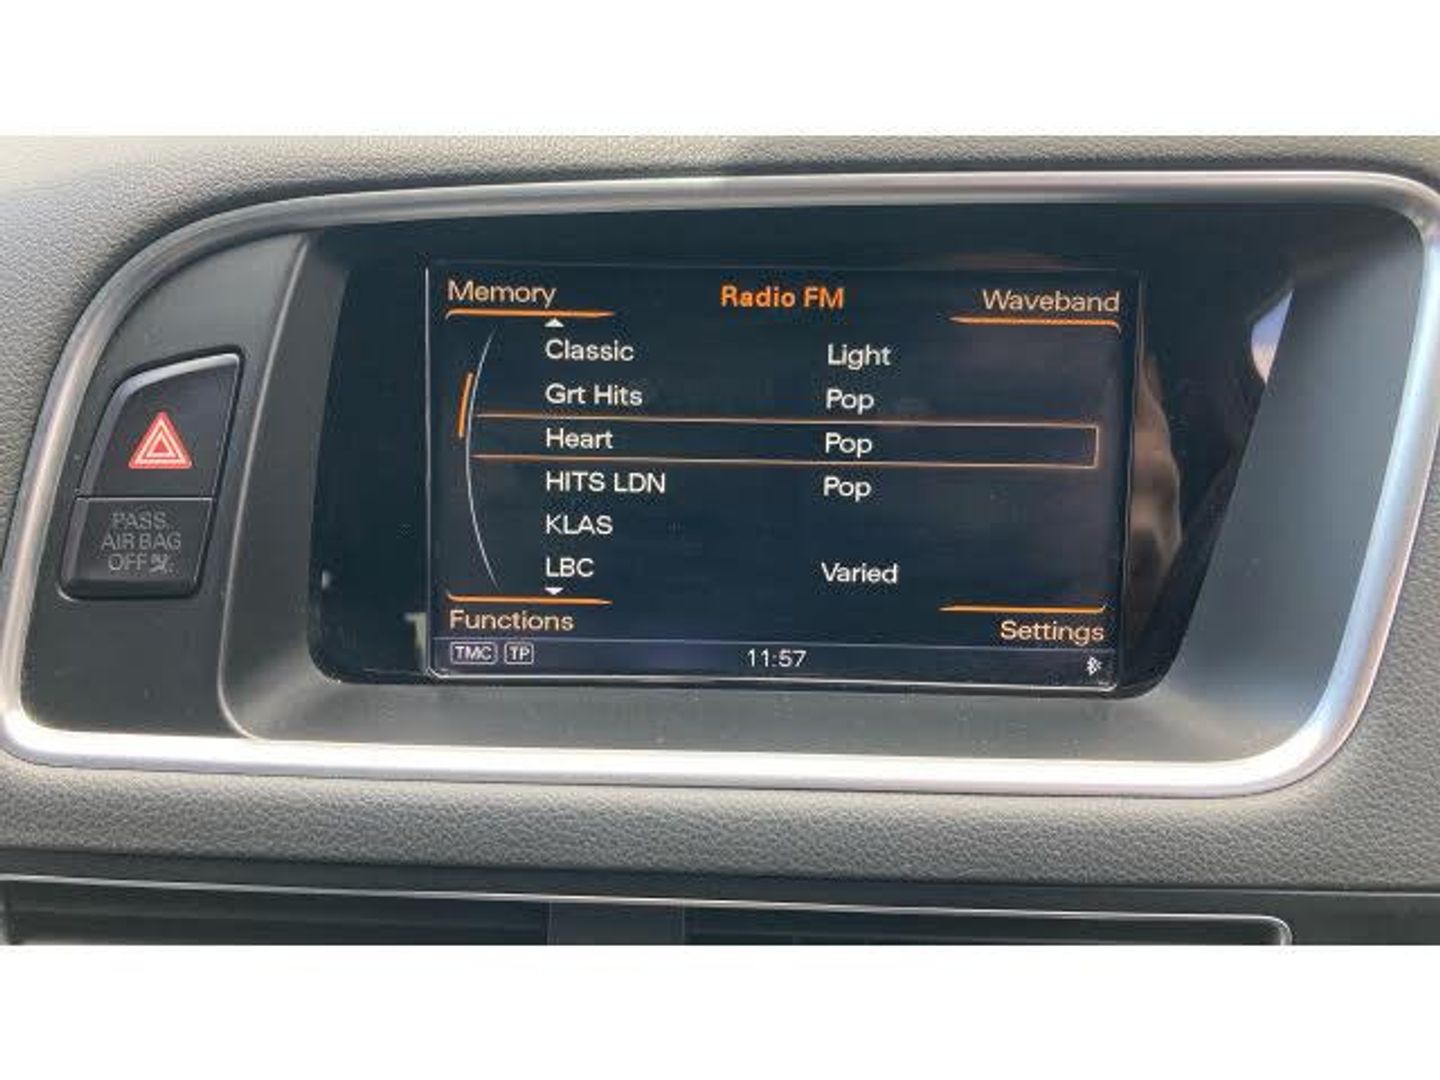 Memory Radio FM Waveband
Classic Light
Grt Hits Pop
Heart Pop
HITS LDN Pop
KLAS
LBC Varied
Functions Settings
TMC TP 11:57
PASS.
AIR BAG
OFF